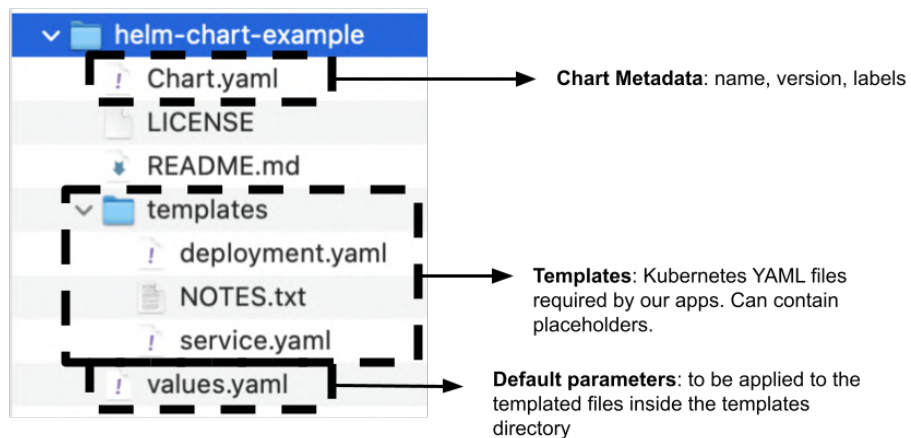 helm-chart-example
Chart.yaml
Chart Metadata: name, version, labels
LICENSE
README.md
templates
deployment.yaml
NOTES.txt
service.yaml
Templates: Kubernetes YAML files
required by our apps. Can contain
placeholders.
values.yaml
Default parameters: to be applied to the
templated files inside the templates
directory